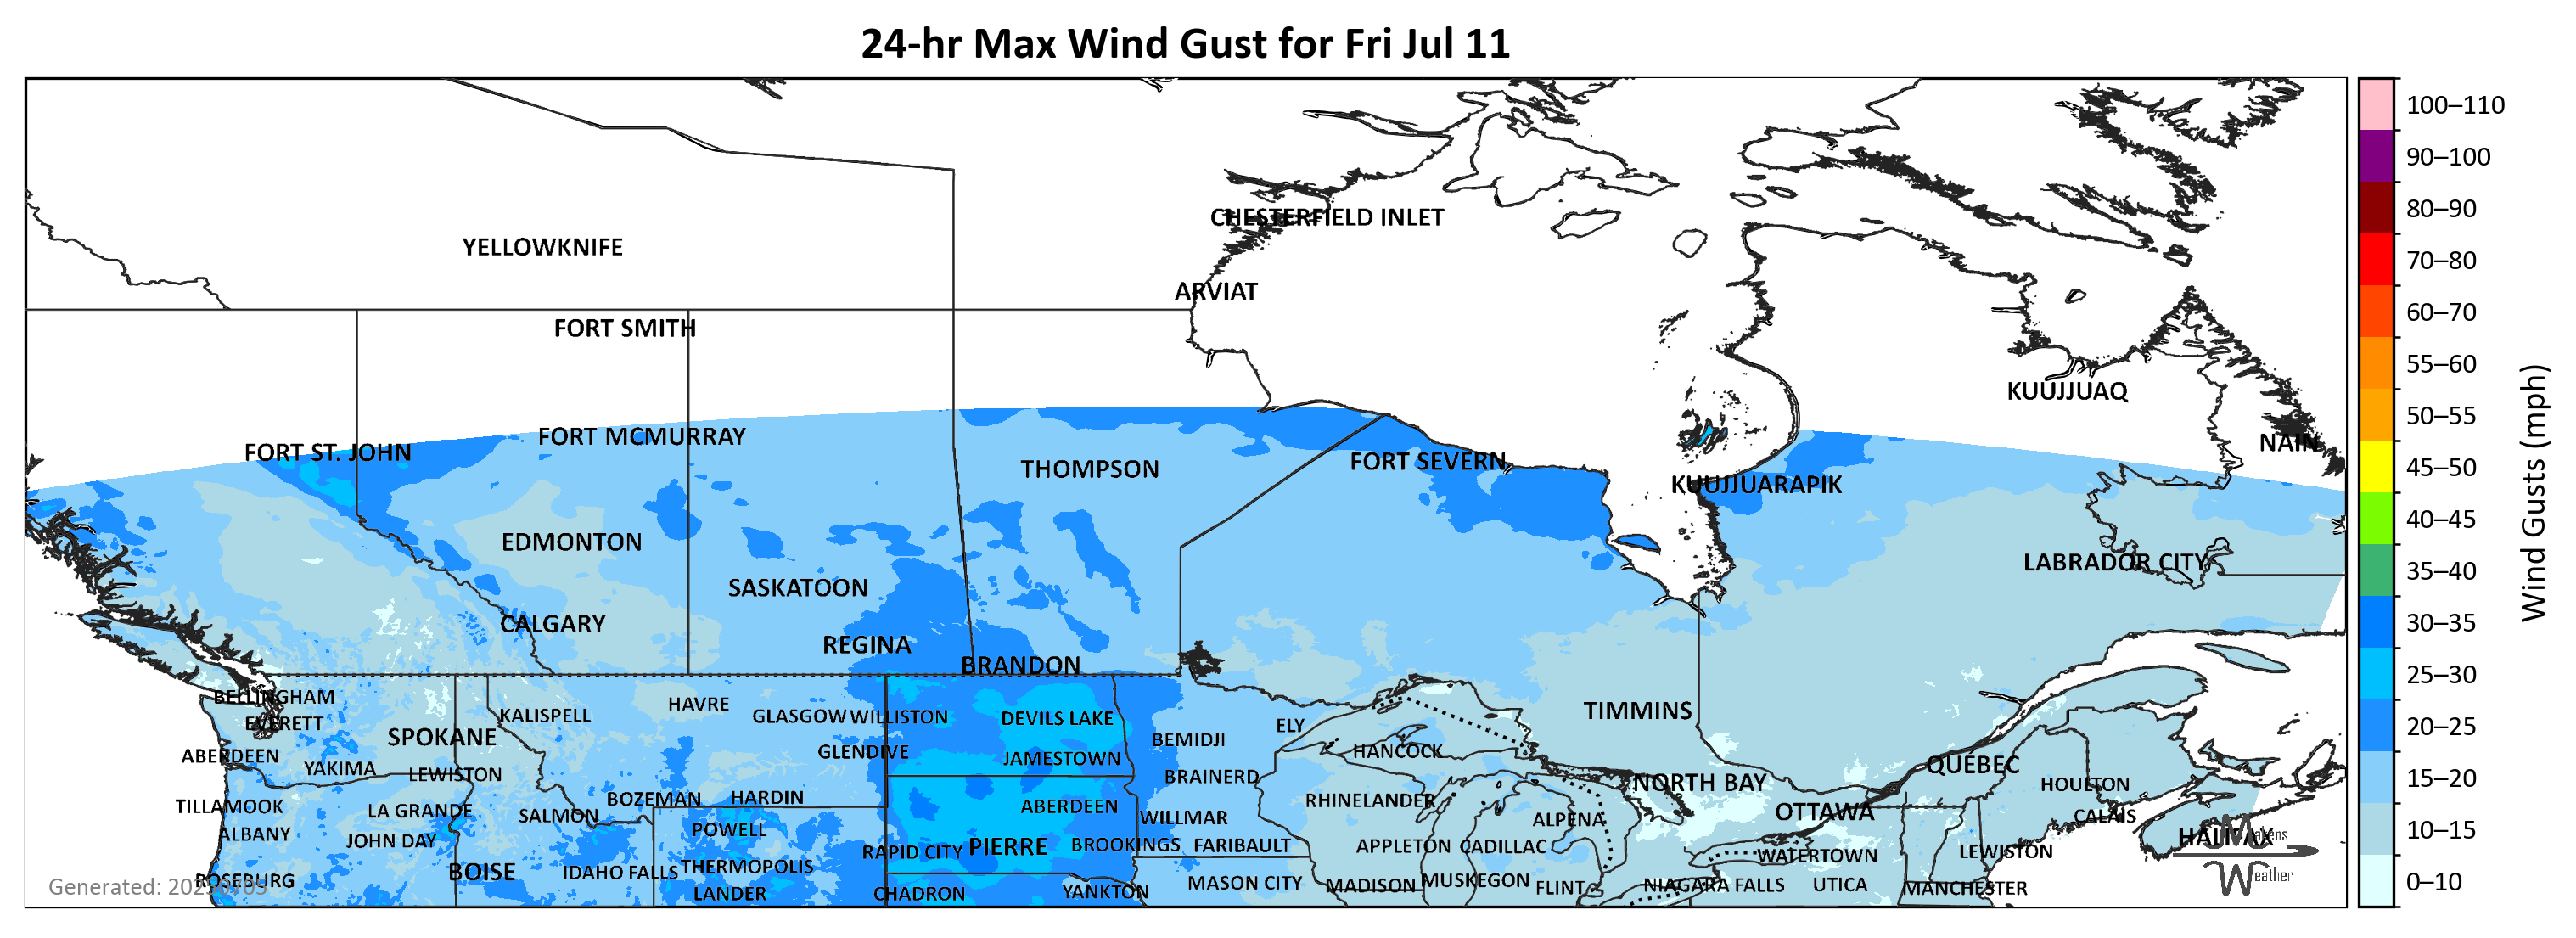 24-hr Max Wind Gust for Fri Jul 11
100–110
90–100
80–90
70–80
60–70
55–60
50–55
45–50
40–45
35–40
30–35
25–30
20–25
15–20
10–15
0–10
Wind Gusts (mph)
CHESTERFIELD INLET
YELLOWKNIFE
ARVIAT
FORT SMITH
KUUJJUAQ
FORT MCMURRAY
NAIN
FORT ST. JOHN
FORT SEVERN
THOMPSON
KUUJJUARAPIK
EDMONTON
LABRADOR CITY
SASKATOON
CALGARY
REGINA
BRANDON
BELLINGHAM
HAVRE
KALISPELL
GLASGOW
WILLISTON
DEVILS LAKE
TIMMINS
EVERETT
ELY
SPOKANE
BEMIDJI
HANCOCK
GLENDIVE
ABERDEEN
JAMESTOWN
QUÉBEC
YAKIMA
LEWISTON
BRAINERD
NORTH BAY
HOULTON
BOZEMAN
HARDIN
RHINELANDER
TILLAMOOK
LA GRANDE
ABERDEEN
OTTAWA
SALMON
CALAIS
WILLMAR
ALPENA
POWELL
ALBANY
HALIFAX
JOHN DAY
PIERRE
BROOKINGS
FARIBAULT
APPLETON
CADILLAC
RAPID CITY
LEWISTON
WATERTOWN
THERMOPOLIS
BOISE
IDAHO FALLS
ROSEBURG
MUSKEGON
MASON CITY
MADISON
NIAGARA FALLS
UTICA
FLINT
MANCHESTER
YANKTON
LANDER
CHADRON
Generated:
Weather